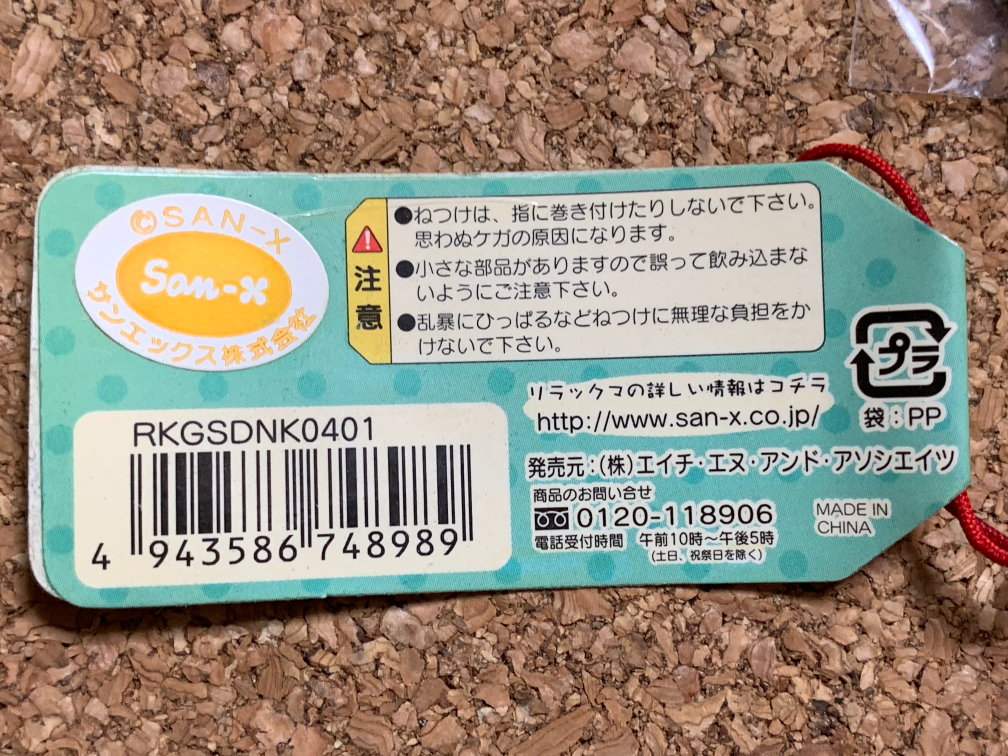 ©SAN-X
San-x
サンエックス株式会社
注意
●ねつけは、指に巻き付けたりしないで下さい。
思わぬケガの原因になります。
●小さな部品がありますので誤って飲み込まな
いようにご注意下さい。
●乱暴にひっぱるなどねつけに無理な負担をか
けないで下さい。
プラ
袋:PP
リラックマの詳しい情報はコチラ
http://www.san-x.co.jp/
発売元:(株)エイチ・エヌ・アンド・アソシエイツ
商品のお問い合せ
0120-118906
電話受付時間 午前10時〜午後5時
(土日、祝祭日を除く)
MADE IN
CHINA
RKGSDNK0401
4 943586 748989